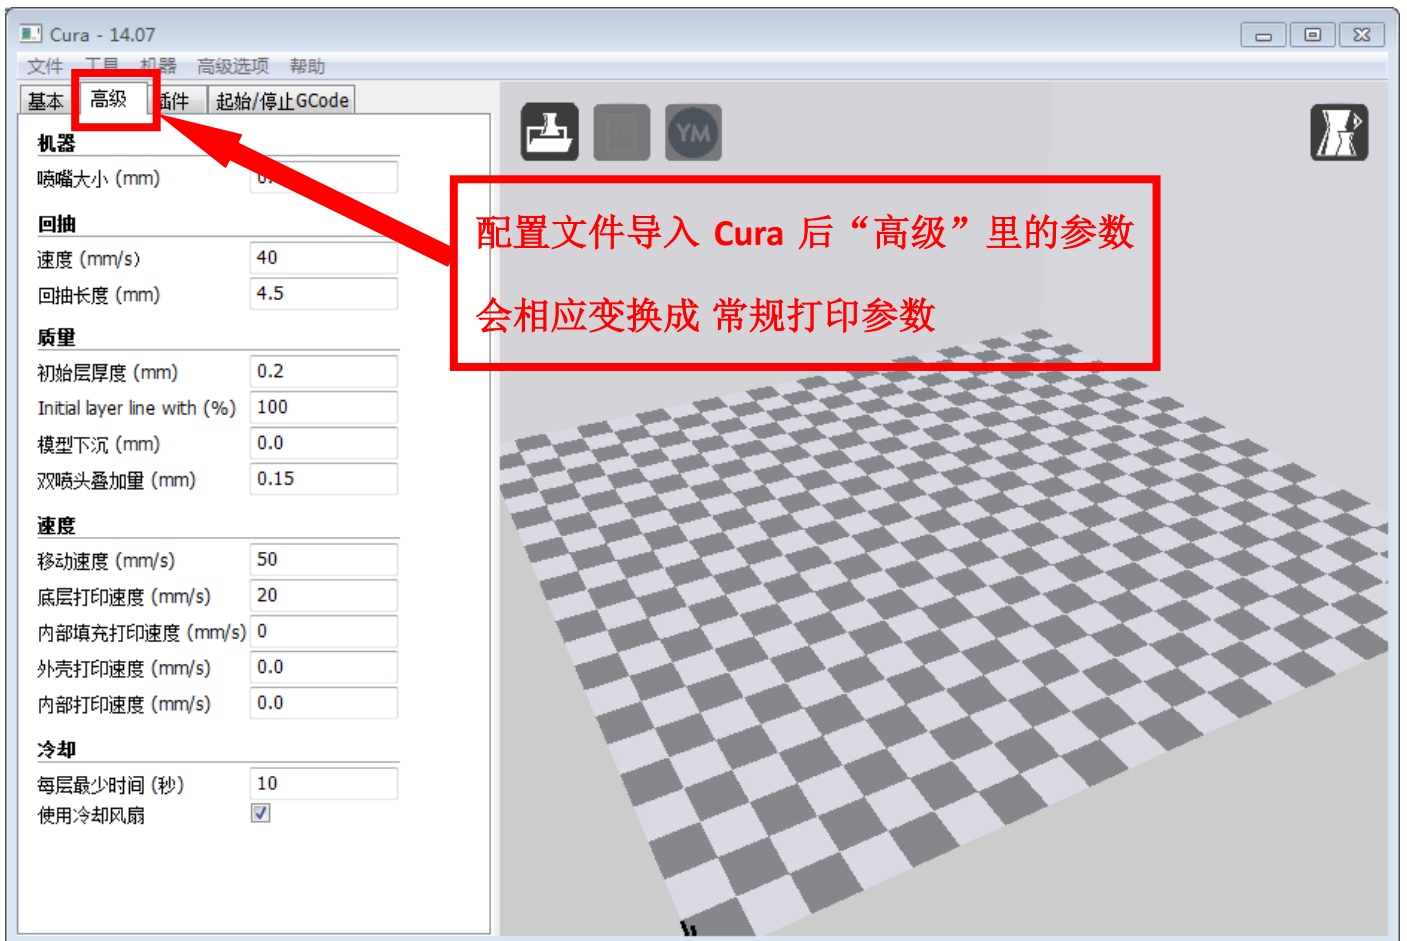 Cura - 14.07
文件 工具 机器 高级选项 帮助
基本 高级 插件 起始/停止GCode
机器
喷嘴大小 (mm)
回抽
速度 (mm/s) 40
回抽长度 (mm) 4.5
质量
初始层厚度 (mm) 0.2
Initial layer line with (%) 100
模型下沉 (mm) 0.0
双喷头叠加量 (mm) 0.15
速度
移动速度 (mm/s) 50
底层打印速度 (mm/s) 20
内部填充打印速度 (mm/s) 0
外壳打印速度 (mm/s) 0.0
内部打印速度 (mm/s) 0.0
冷却
每层最少时间 (秒) 10
使用冷却风扇
YM
配置文件导入 Cura 后“高级”里的参数
会相应变换成 常规打印参数